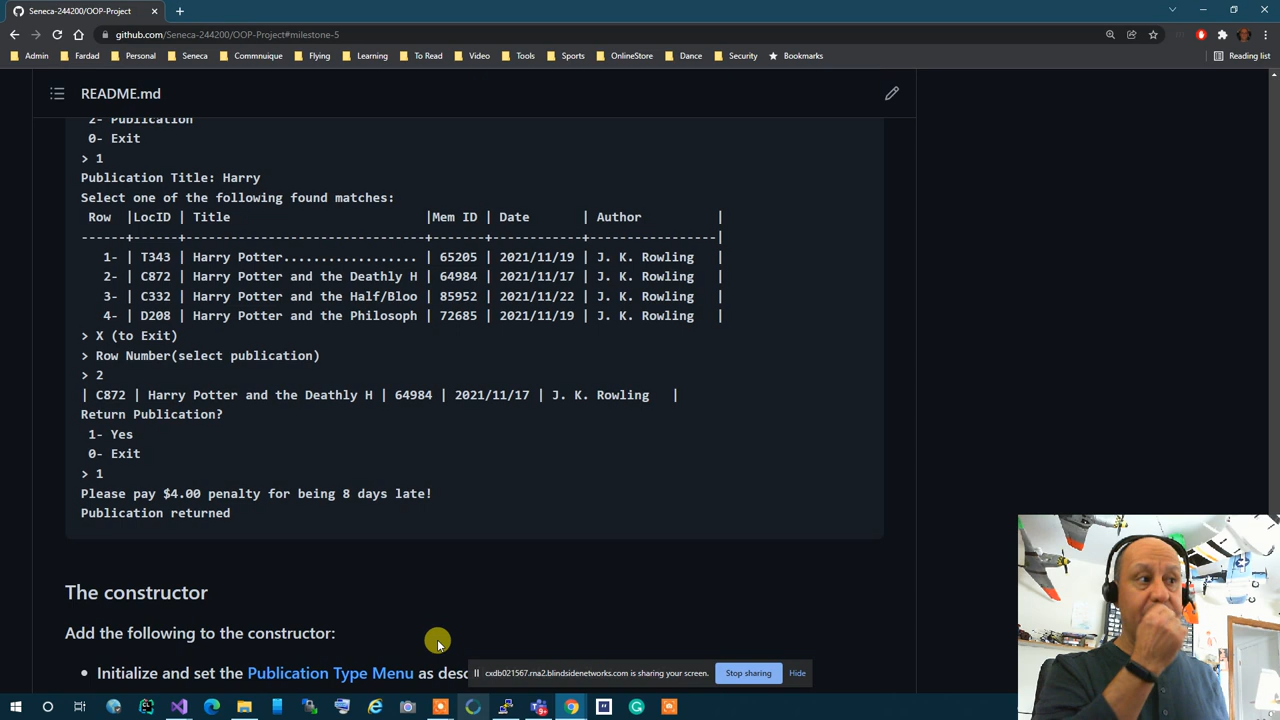 Seneca-244200/OOP-Project
github.com/Seneca-244200/OOP-Project#milestone-5
Admin Fardad Personal Seneca Commnuique Flying Learning To Read Video Tools Sports OnlineStore Dance Security Bookmarks Reading list
README.md
2- Publication
0- Exit
> 1
Publication Title: Harry
Select one of the following found matches:
Row |LocID | Title |Mem ID | Date | Author |
------+------+--------------------------------+-------+------------+-----------------|
1- | T343 | Harry Potter.................. | 65205 | 2021/11/19 | J. K. Rowling |
2- | C872 | Harry Potter and the Deathly H | 64984 | 2021/11/17 | J. K. Rowling |
3- | C332 | Harry Potter and the Half/Bloo | 85952 | 2021/11/22 | J. K. Rowling |
4- | D208 | Harry Potter and the Philosoph | 72685 | 2021/11/19 | J. K. Rowling |
> X (to Exit)
> Row Number(select publication)
> 2
| C872 | Harry Potter and the Deathly H | 64984 | 2021/11/17 | J. K. Rowling |
Return Publication?
1- Yes
0- Exit
> 1
Please pay $4.00 penalty for being 8 days late!
Publication returned
The constructor
Add the following to the constructor:
• Initialize and set the Publication Type Menu as desc
cxdb021567.rna2.blindsidenetworks.com is sharing your screen. Stop sharing Hide